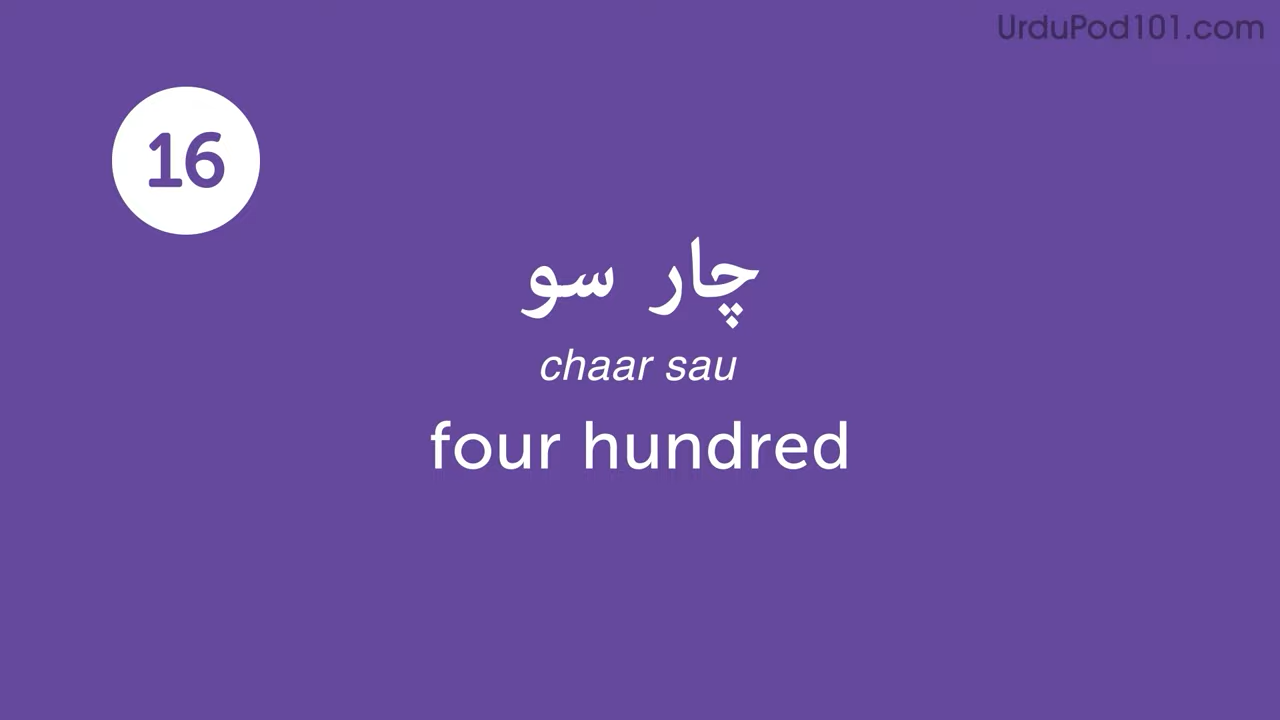 UrduPod101.com
16
چار سو
chaar sau
four hundred